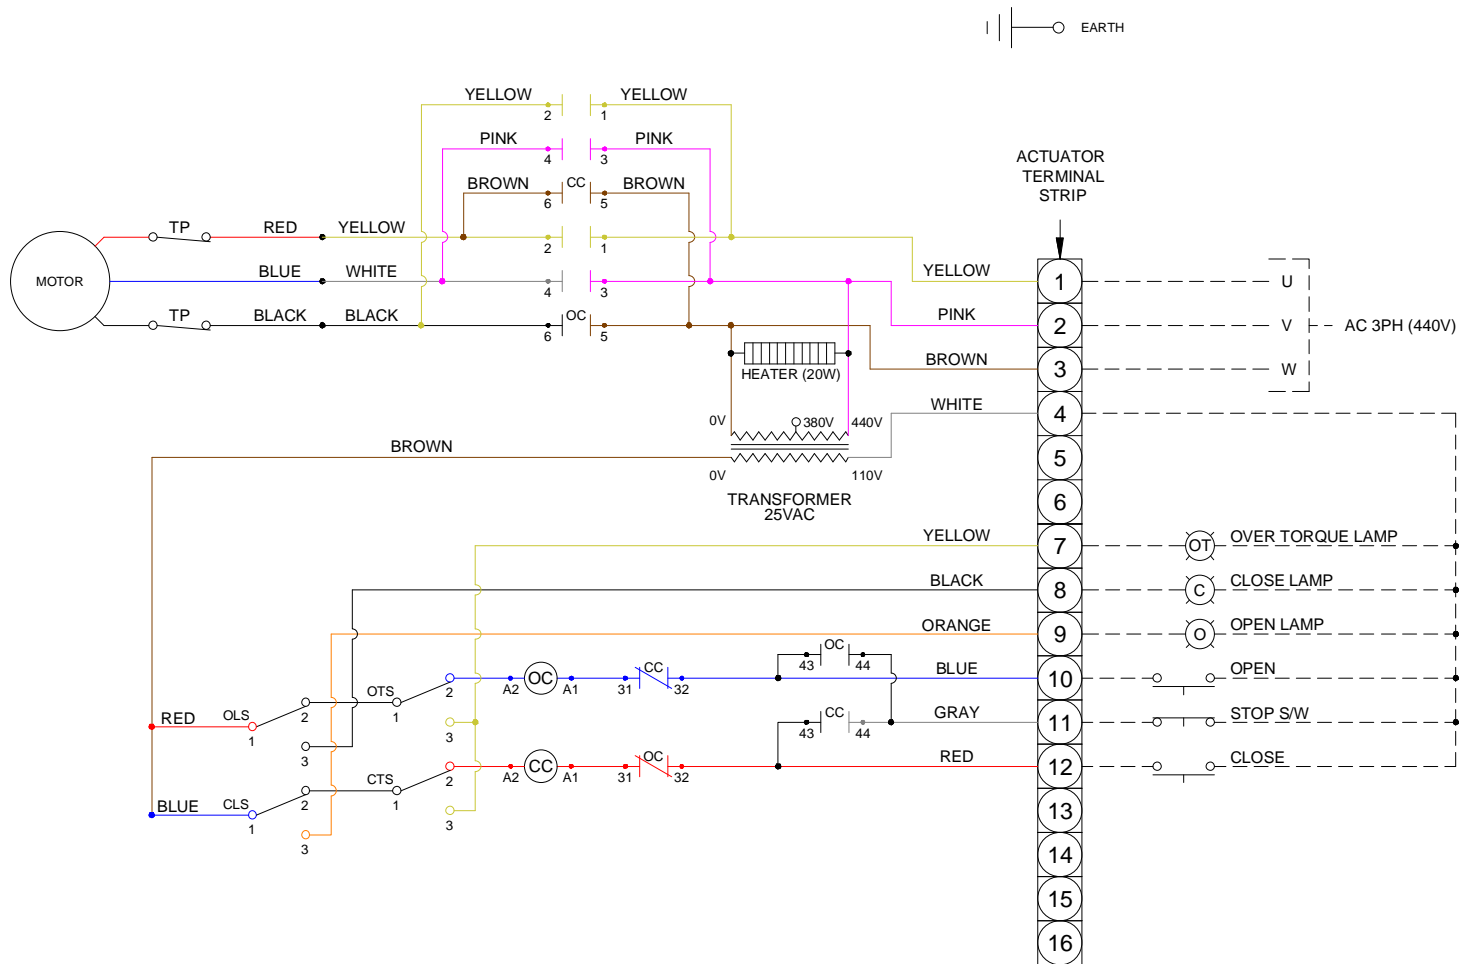 EARTH
YELLOW YELLOW
2 1
PINK PINK
4 3
BROWN CC BROWN
6 5
ACTUATOR
TERMINAL
STRIP
TP RED YELLOW
2 1
MOTOR
BLUE WHITE
4 3
TP BLACK BLACK OC
6 5
YELLOW 1 U
PINK 2 V AC 3PH (440V)
BROWN 3 W
HEATER (20W)
WHITE 4
0V 380V 440V
BROWN
0V 110V
5
TRANSFORMER
25VAC
6
YELLOW 7 OT OVER TORQUE LAMP
BLACK 8 C CLOSE LAMP
ORANGE 9 O OPEN LAMP
OC
43 44
BLUE 10 OPEN
OTS 2 A2 OC A1 31 CC 32
RED OLS 1 2 1
3
3
CC
43 44
GRAY 11 STOP S/W
CTS 2 A2 CC A1 31 OC 32
RED 12 CLOSE
BLUE CLS 1 2 1
3
3
13
14
15
16